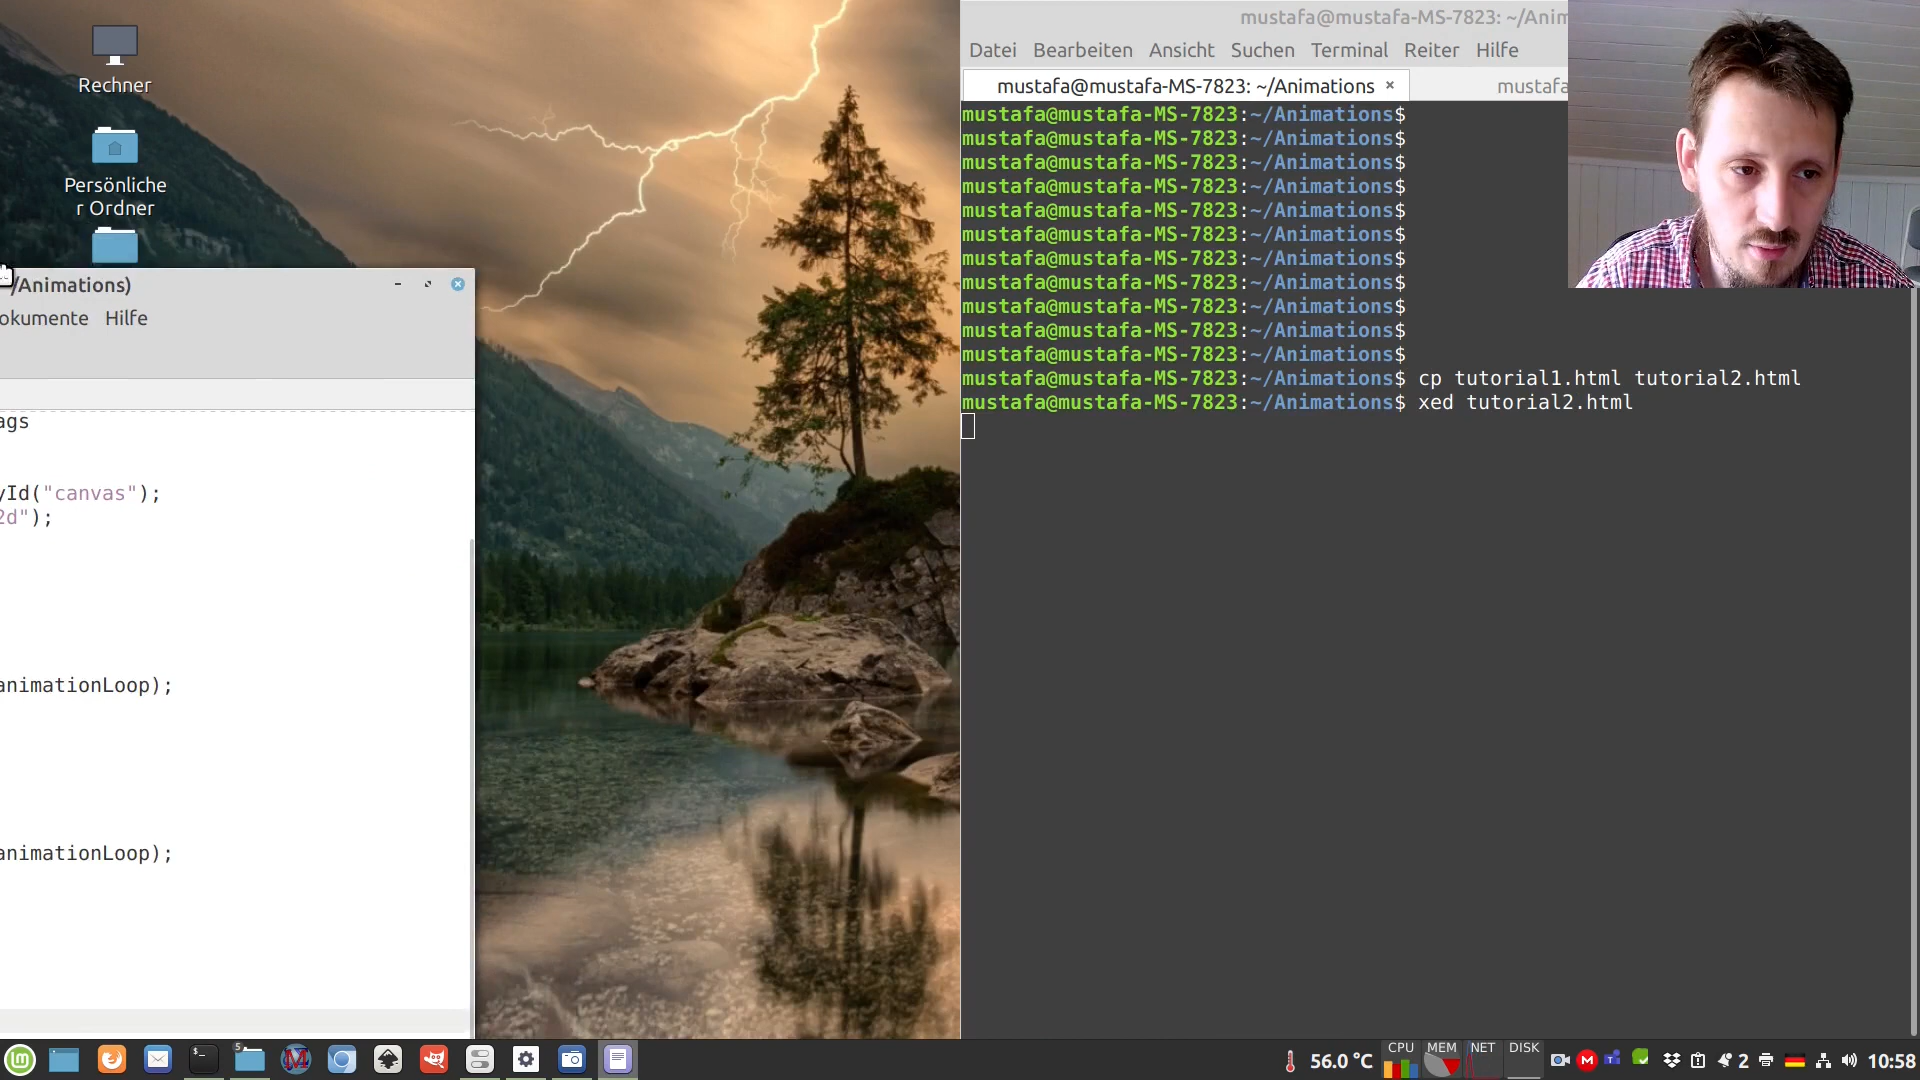 Rechner
Persönliche
r Ordner
/Animations)
okumente Hilfe
ags
yId("canvas");
2d");
animationLoop);
animationLoop);
mustafa@mustafa-MS-7823: ~/Anim
Datei Bearbeiten Ansicht Suchen Terminal Reiter Hilfe
mustafa@mustafa-MS-7823: ~/Animations × mustafa
mustafa@mustafa-MS-7823:~/Animations$
mustafa@mustafa-MS-7823:~/Animations$
mustafa@mustafa-MS-7823:~/Animations$
mustafa@mustafa-MS-7823:~/Animations$
mustafa@mustafa-MS-7823:~/Animations$
mustafa@mustafa-MS-7823:~/Animations$
mustafa@mustafa-MS-7823:~/Animations$
mustafa@mustafa-MS-7823:~/Animations$
mustafa@mustafa-MS-7823:~/Animations$
mustafa@mustafa-MS-7823:~/Animations$
mustafa@mustafa-MS-7823:~/Animations$
mustafa@mustafa-MS-7823:~/Animations$ cp tutorial1.html tutorial2.html
mustafa@mustafa-MS-7823:~/Animations$ xed tutorial2.html
5
56.0 °C CPU MEM NET DISK 2 10:58